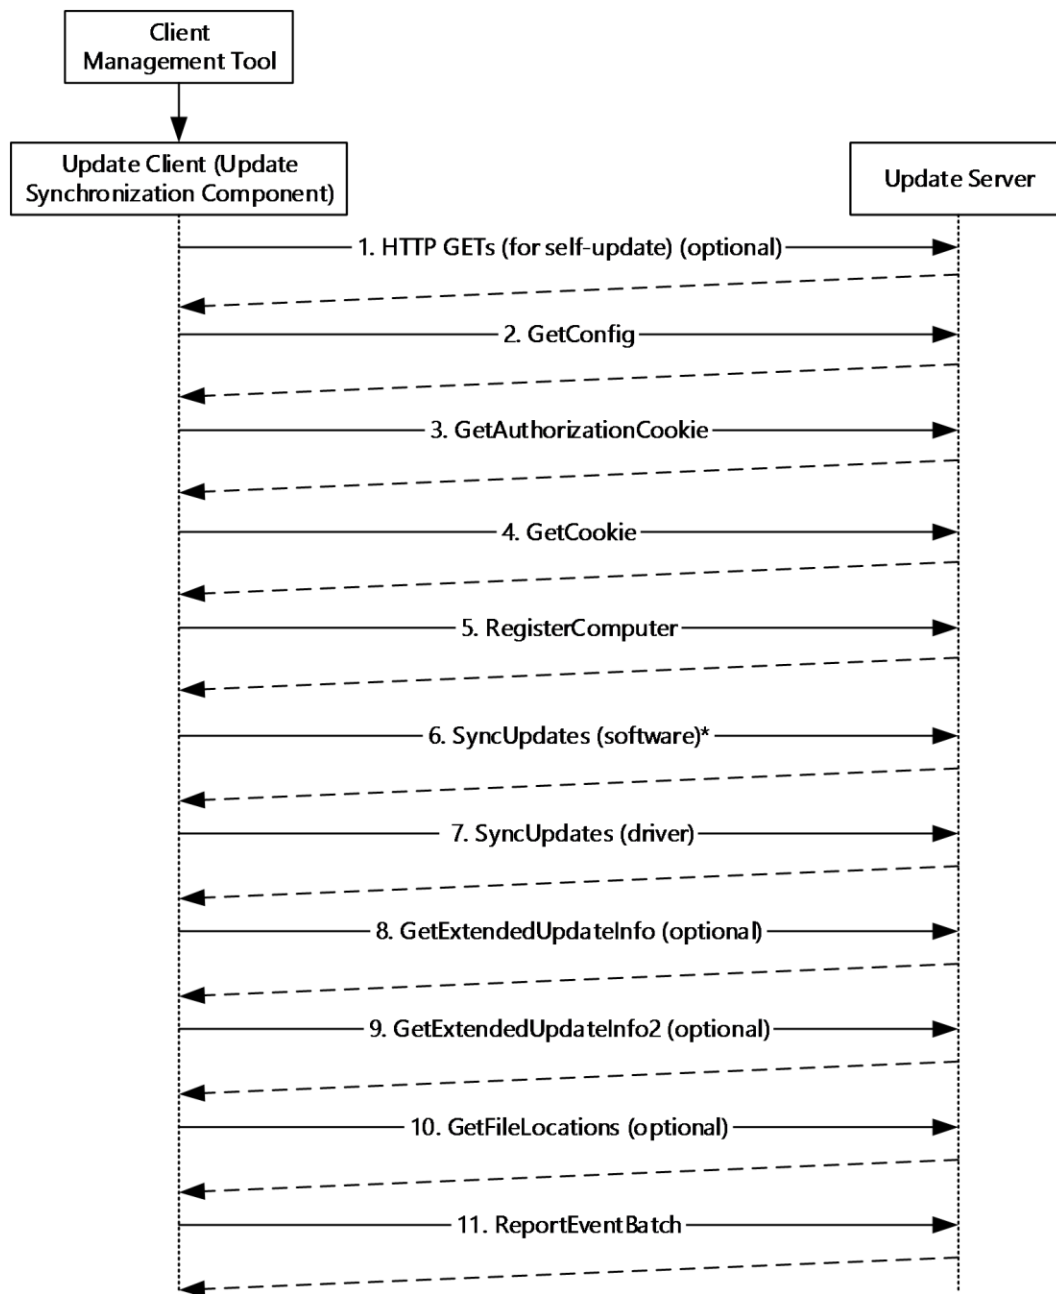 Client
Management Tool
Update Client (Update
Synchronization Component)
Update Server
1. HTTP GETs (for self-update) (optional)
2. GetConfig
3. GetAuthorizationCookie
4. GetCookie
5. RegisterComputer
6. SyncUpdates (software)*
7. SyncUpdates (driver)
8. GetExtendedUpdateInfo (optional)
9. GetExtendedUpdateInfo2 (optional)
10. GetFileLocations (optional)
11. ReportEventBatch